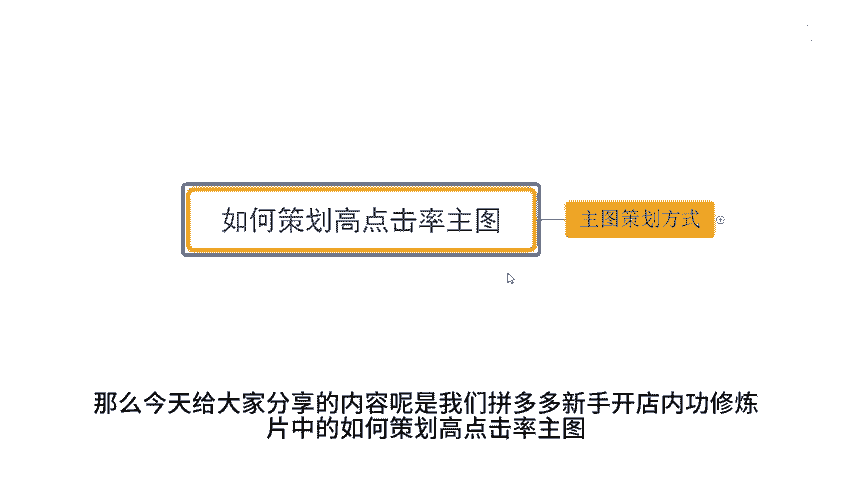 如何策划高点击率主图
主图策划方式
那么今天给大家分享的内容呢是我们拼多多新手开店内功修炼
片中的如何策划高点击率主图